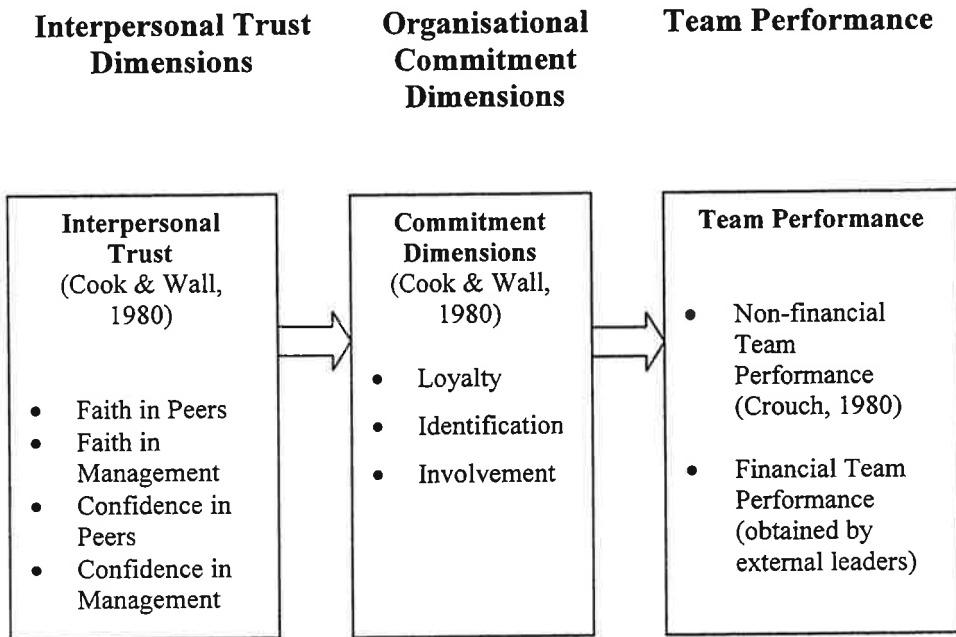 Interpersonal Trust
Dimensions
Organisational
Commitment
Dimensions
Team Performance
Interpersonal
Trust
(Cook & Wall,
1980)
• Faith in Peers
• Faith in
Management
• Confidence in
Peers
• Confidence in
Management
Commitment
Dimensions
(Cook & Wall,
1980)
• Loyalty
• Identification
• Involvement
Team Performance
• Non-financial
Team
Performance
(Crouch, 1980)
• Financial Team
Performance
(obtained by
external leaders)